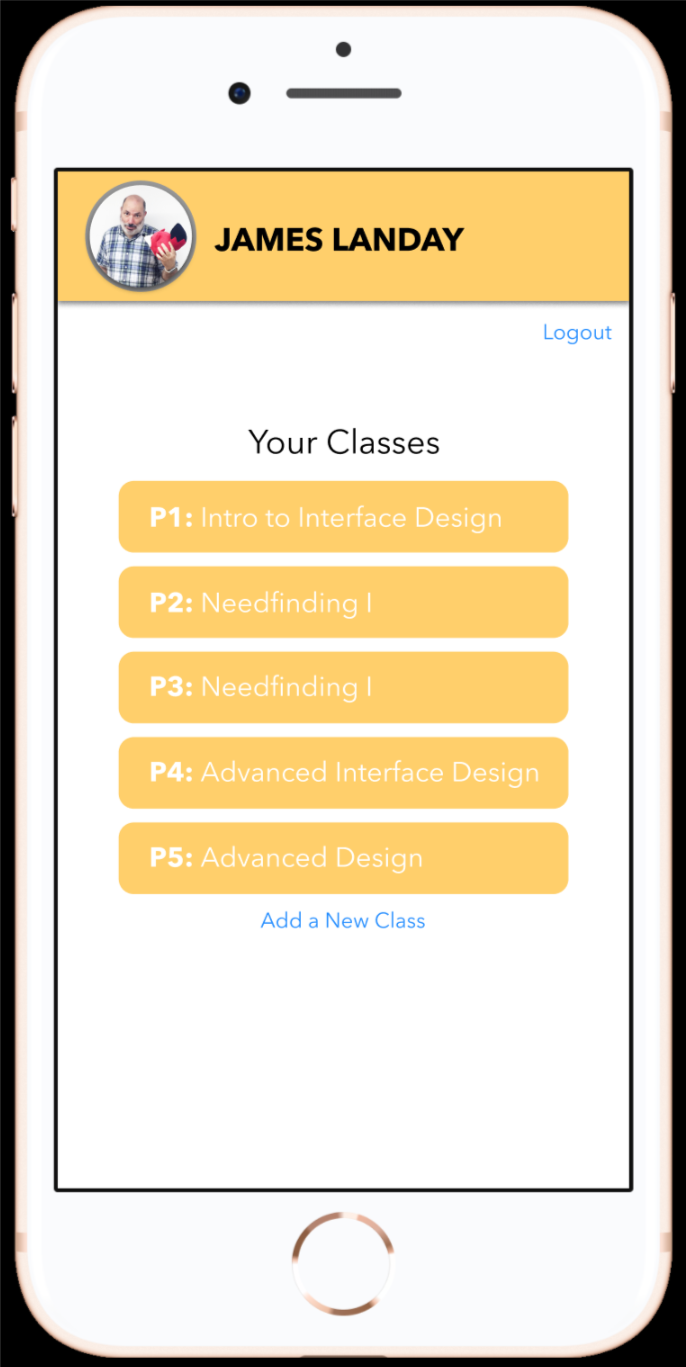 JAMES LANDAY
Logout
Your Classes
P1: Intro to Interface Design
P2: Needfinding I
P3: Needfinding I
P4: Advanced Interface Design
P5: Advanced Design
Add a New Class